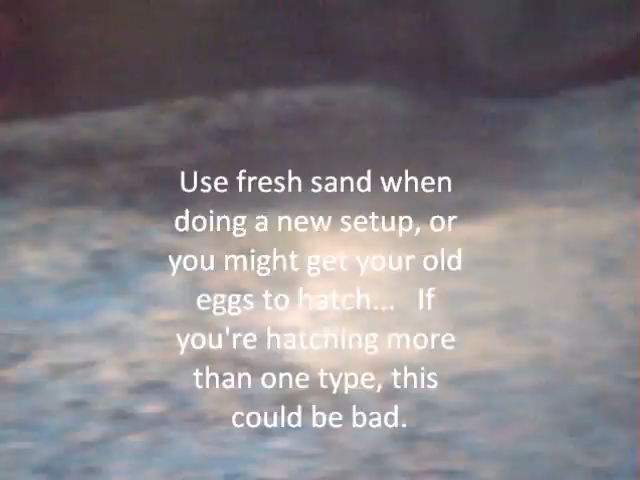 Use fresh sand when
doing a new setup, or
you might get your old
eggs to hatch...   If
you're hatching more
than one type, this
could be bad.